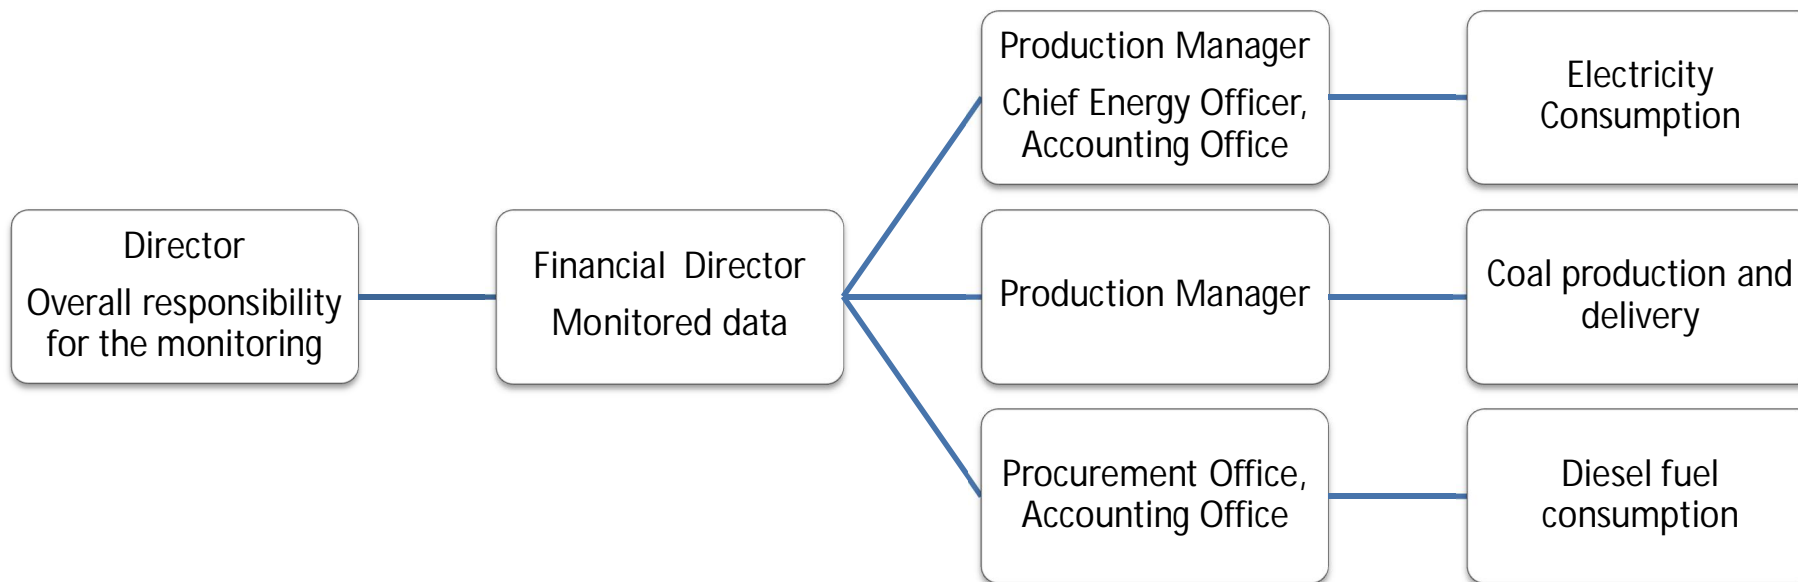 Director
Overall responsibility
for the monitoring
Financial Director
Monitored data
Production Manager
Chief Energy Officer,
Accounting Office
Electricity
Consumption
Production Manager
Coal production and
delivery
Procurement Office,
Accounting Office
Diesel fuel
consumption